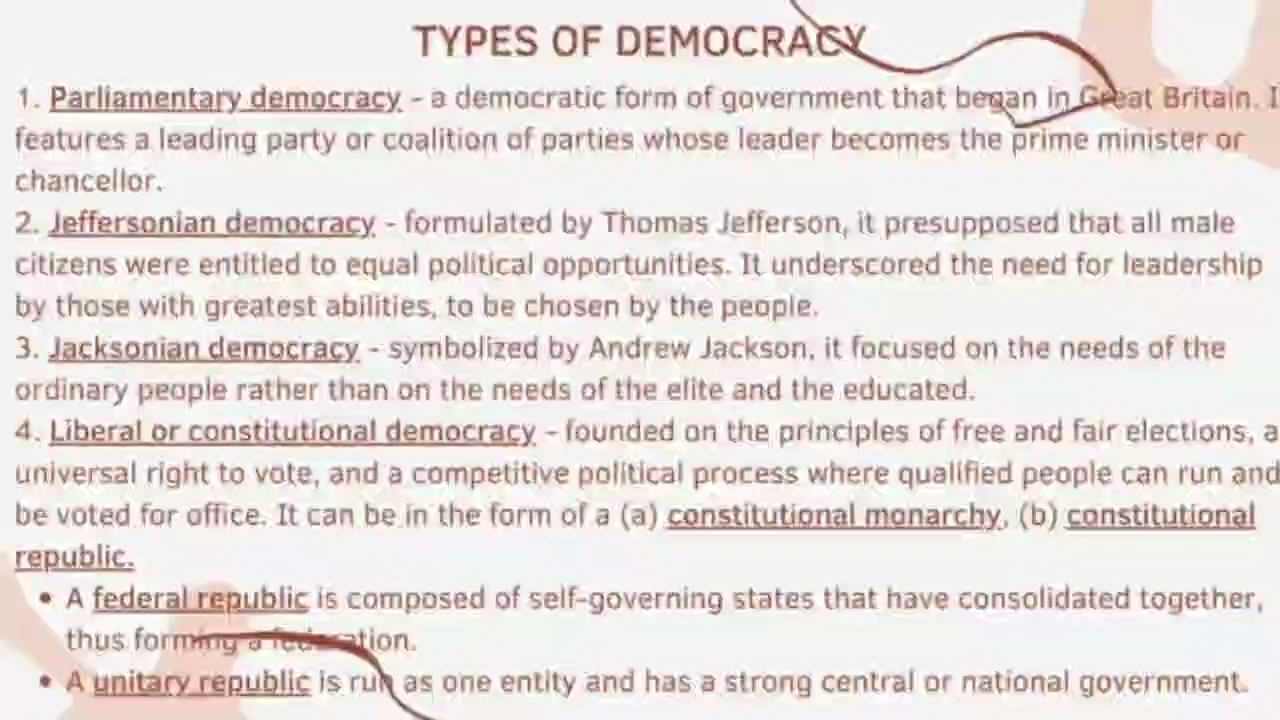 TYPES OF DEMOCRACY
1. Parliamentary democracy - a democratic form of government that began in Great Britain. I
features a leading party or coalition of parties whose leader becomes the prime minister or
chancellor.
2. Jeffersonian democracy - formulated by Thomas Jefferson, it presupposed that all male
citizens were entitled to equal political opportunities. It underscored the need for leadership
by those with greatest abilities, to be chosen by the people.
3. Jacksonian democracy - symbolized by Andrew Jackson, it focused on the needs of the
ordinary people rather than on the needs of the elite and the educated.
4. Liberal or constitutional democracy - founded on the principles of free and fair elections, a
universal right to vote, and a competitive political process where qualified people can run and
be voted for office. It can be in the form of a (a) constitutional monarchy, (b) constitutional
republic.
• A federal republic is composed of self-governing states that have consolidated together,
thus forming a federation.
• A unitary republic is run as one entity and has a strong central or national government.